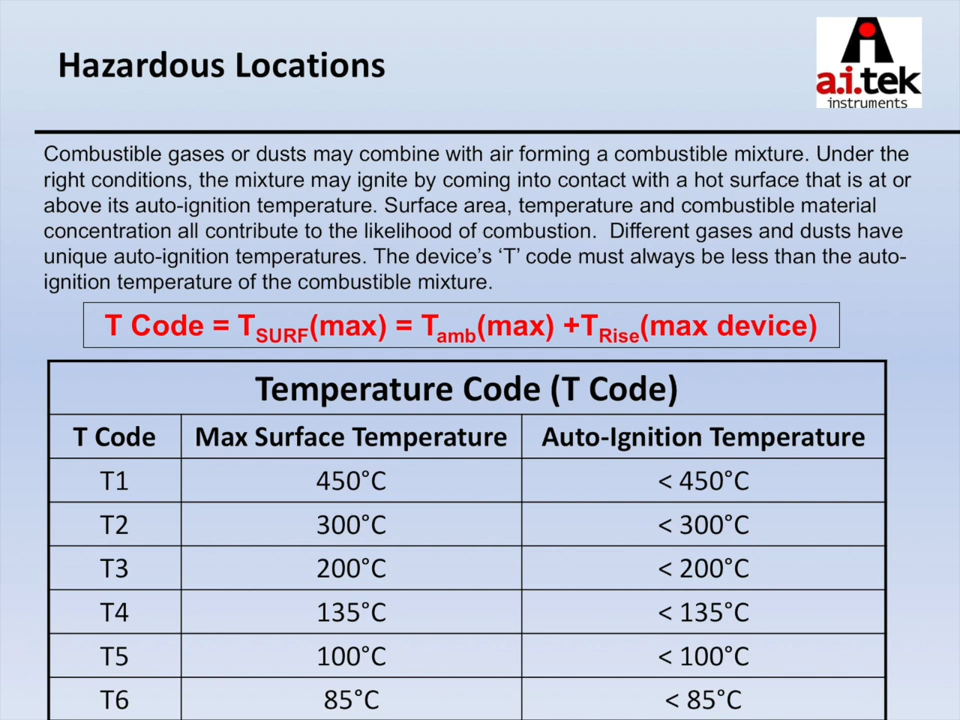 Hazardous Locations
a.i.tek
instruments
Combustible gases or dusts may combine with air forming a combustible mixture. Under the
right conditions, the mixture may ignite by coming into contact with a hot surface that is at or
above its auto-ignition temperature. Surface area, temperature and combustible material
concentration all contribute to the likelihood of combustion.  Different gases and dusts have
unique auto-ignition temperatures. The device’s ‘T’ code must always be less than the auto-
ignition temperature of the combustible mixture.
T Code = TSURF(max) = Tamb(max) +TRise(max device)
Temperature Code (T Code)
T Code Max Surface Temperature Auto-Ignition Temperature
T1 450°C < 450°C
T2 300°C < 300°C
T3 200°C < 200°C
T4 135°C < 135°C
T5 100°C < 100°C
T6 85°C < 85°C